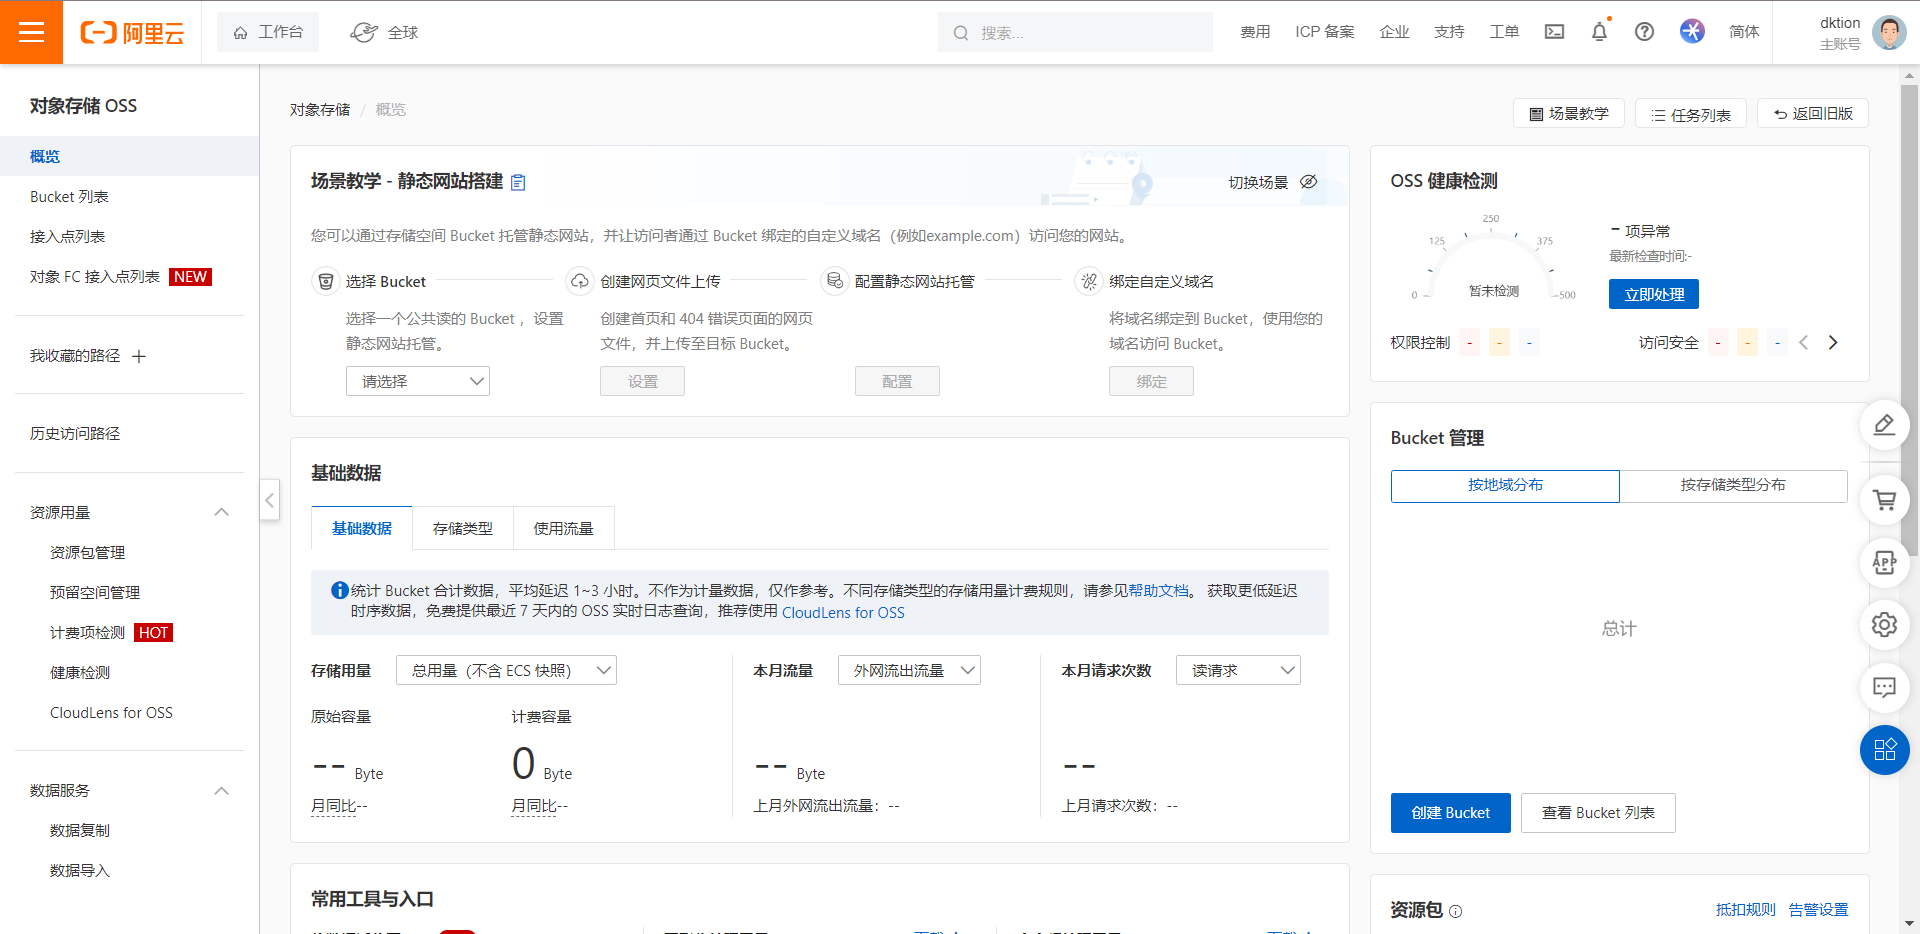 阿里云
工作台
全球
搜索...
费用
ICP 备案
企业
支持
工单
简体
dktion
主账号
对象存储 OSS
概览
Bucket 列表
接入点列表
对象 FC 接入点列表 NEW
我收藏的路径
历史访问路径
资源用量
资源包管理
预留空间管理
计费项检测 HOT
健康检测
CloudLens for OSS
数据服务
数据复制
数据导入
对象存储 / 概览
场景教学
任务列表
返回旧版
场景教学 - 静态网站搭建
切换场景
您可以通过存储空间 Bucket 托管静态网站，并让访问者通过 Bucket 绑定的自定义域名（例如example.com）访问您的网站。
选择 Bucket
选择一个公共读的 Bucket ，设置
静态网站托管。
请选择
创建网页文件上传
创建首页和 404 错误页面的网页
文件，并上传至目标 Bucket。
设置
配置静态网站托管
配置
绑定自定义域名
将域名绑定到 Bucket，使用您的
域名访问 Bucket。
绑定
基础数据
基础数据
存储类型
使用流量
统计 Bucket 合计数据，平均延迟 1~3 小时。不作为计量数据，仅作参考。不同存储类型的存储用量计费规则，请参见帮助文档。 获取更低延迟
时序数据，免费提供最近 7 天内的 OSS 实时日志查询，推荐使用 CloudLens for OSS
存储用量
总用量（不含 ECS 快照）
原始容量
-- Byte
月同比--
计费容量
0 Byte
月同比--
本月流量
外网流出流量
-- Byte
上月外网流出流量：--
本月请求次数
读请求
--
上月请求次数：--
常用工具与入口
OSS 健康检测
0
125
250
375
500
暂未检测
- 项异常
最新检查时间:-
立即处理
权限控制 - - -
访问安全 - - -
Bucket 管理
按地域分布
按存储类型分布
总计
创建 Bucket
查看 Bucket 列表
资源包
抵扣规则
告警设置
APP